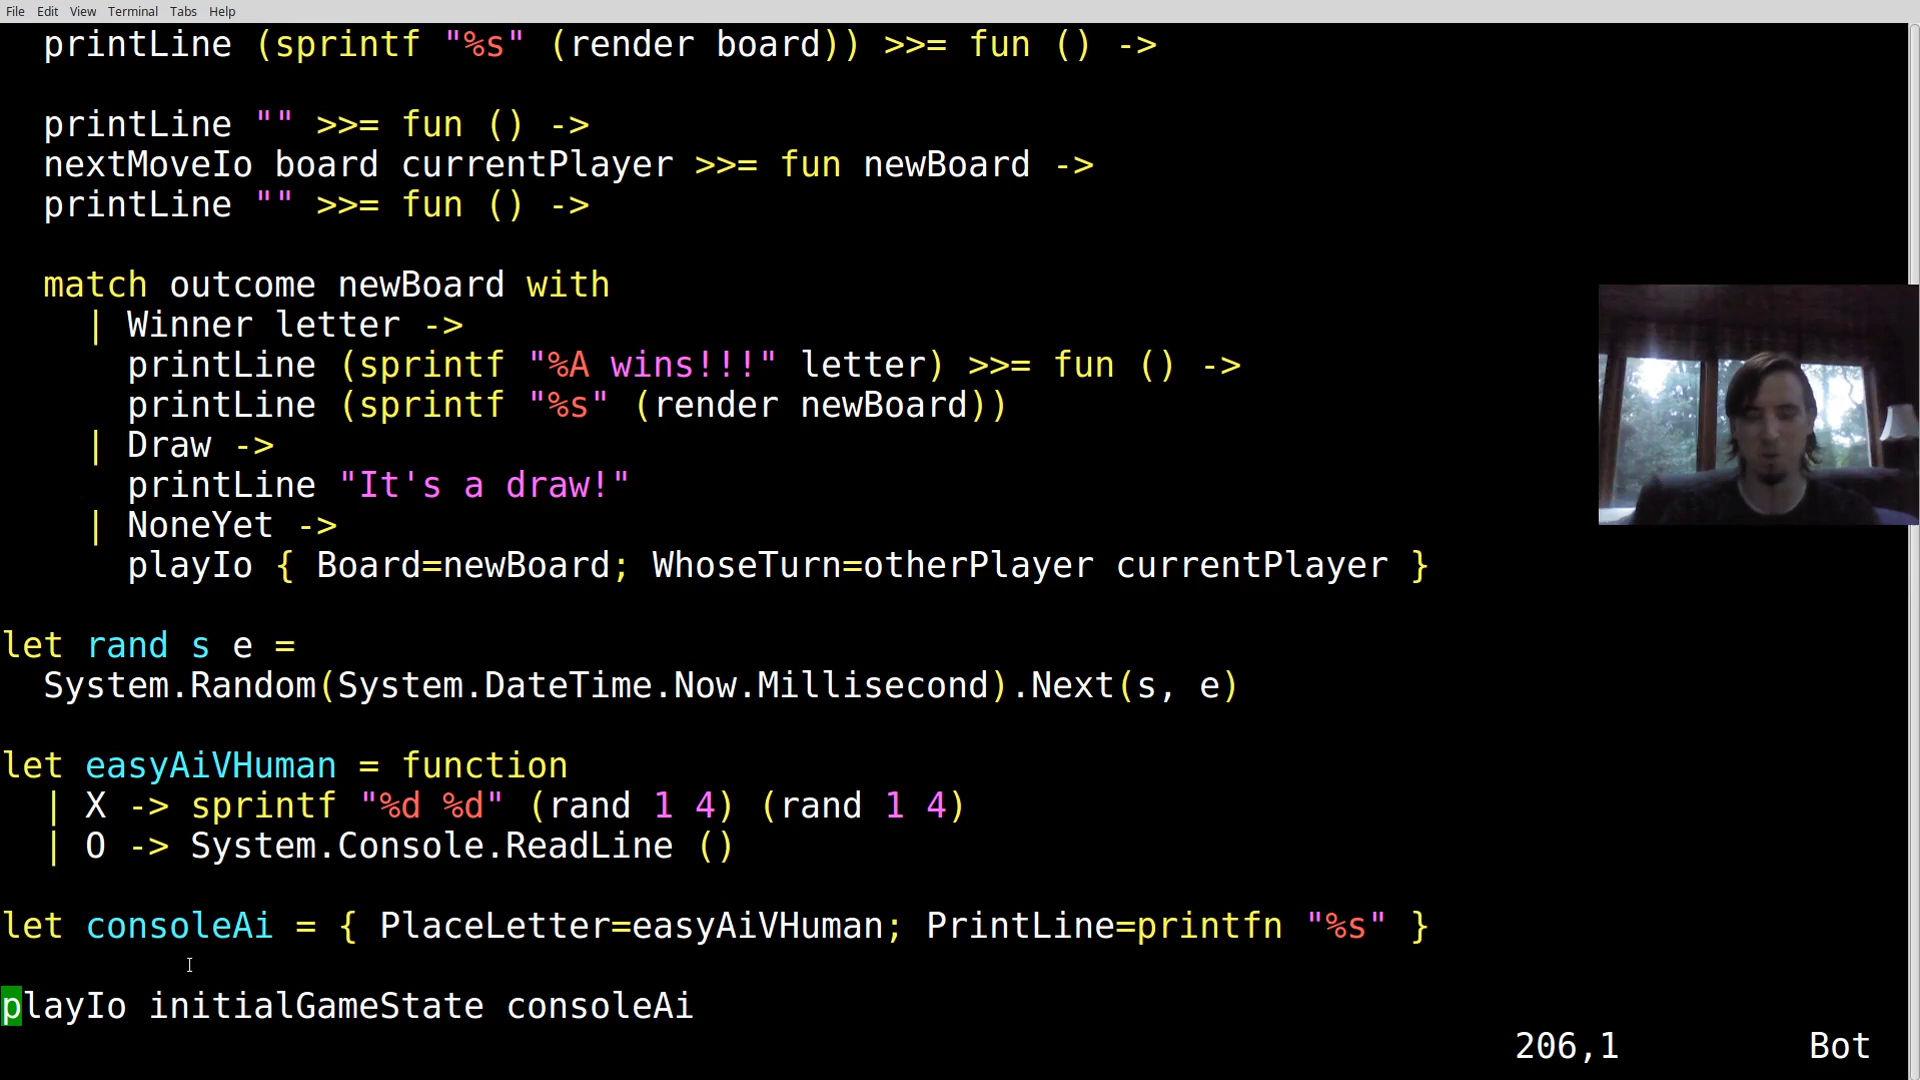 File Edit View Terminal Tabs Help
printLine (sprintf "%s" (render board)) >>= fun () ->
printLine "" >>= fun () ->
nextMoveIo board currentPlayer >>= fun newBoard ->
printLine "" >>= fun () ->
match outcome newBoard with
| Winner letter ->
printLine (sprintf "%A wins!!!" letter) >>= fun () ->
printLine (sprintf "%s" (render newBoard))
| Draw ->
printLine "It's a draw!"
| NoneYet ->
playIo { Board=newBoard; WhoseTurn=otherPlayer currentPlayer }
let rand s e =
System.Random(System.DateTime.Now.Millisecond).Next(s, e)
let easyAiVHuman = function
| X -> sprintf "%d %d" (rand 1 4) (rand 1 4)
| O -> System.Console.ReadLine ()
let consoleAi = { PlaceLetter=easyAiVHuman; PrintLine=printfn "%s" }
playIo initialGameState consoleAi
206,1 Bot